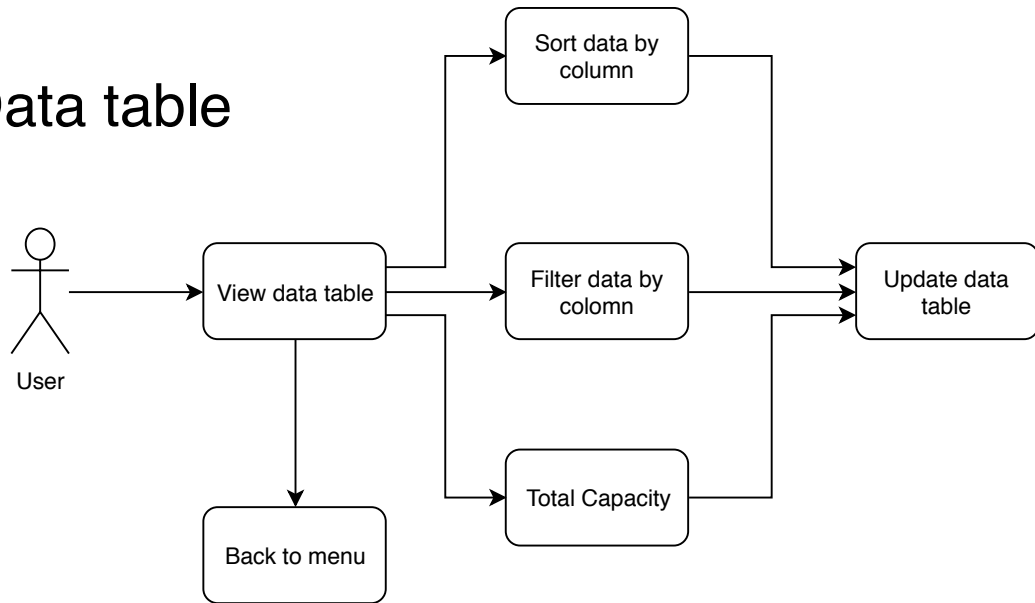 Data table
Sort data by
column
View data table
Filter data by
colomn
Update data
table
User
Total Capacity
Back to menu